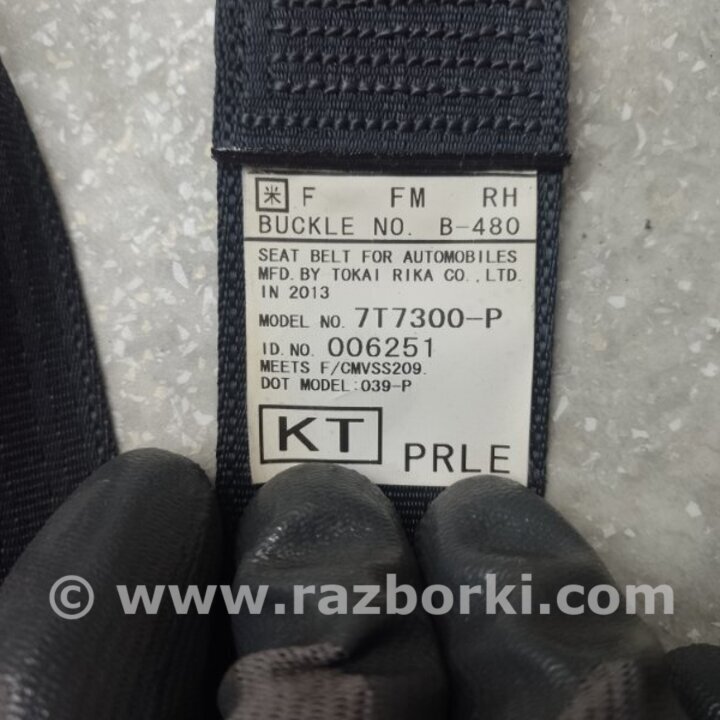 米 F FM RH
BUCKLE NO. B-480
SEAT BELT FOR AUTOMOBILES
MFD. BY TOKAI RIKA CO., LTD.
IN 2013
MODEL NO. 7T7300-P
ID. NO. 006251
MEETS F/CMVSS209.
DOT MODEL:039-P
KT PRLE
© www.razborki.com